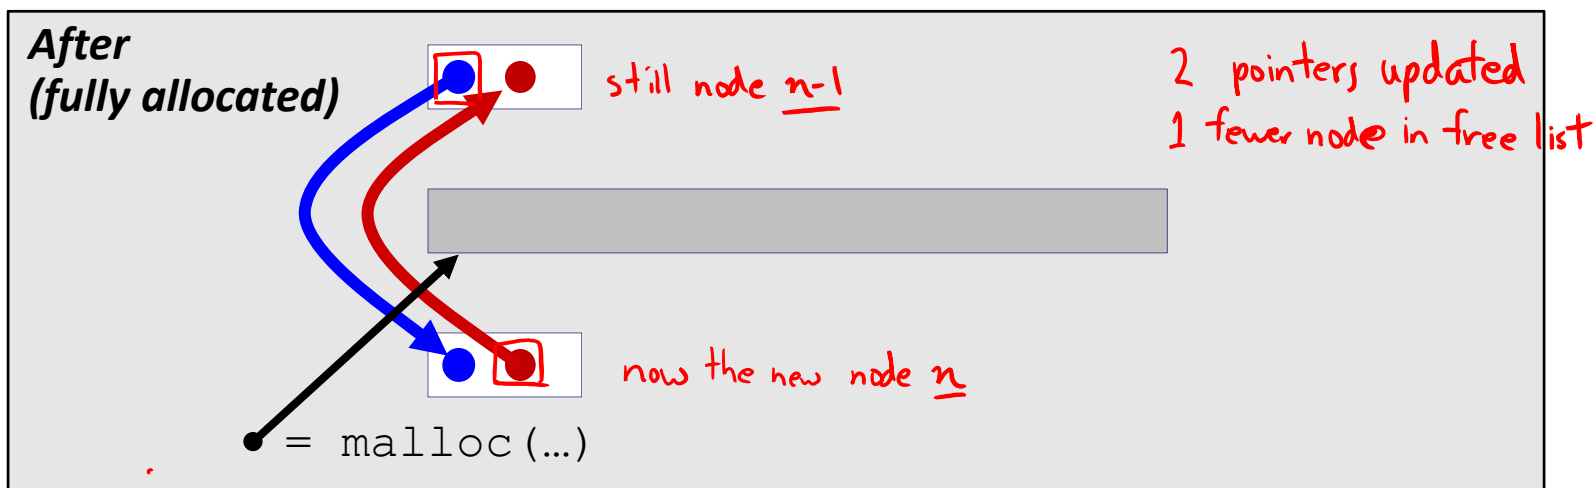 After
(fully allocated)
still node n-1
2 pointers updated
1 fewer node in free list
now the new node n
= malloc(…)